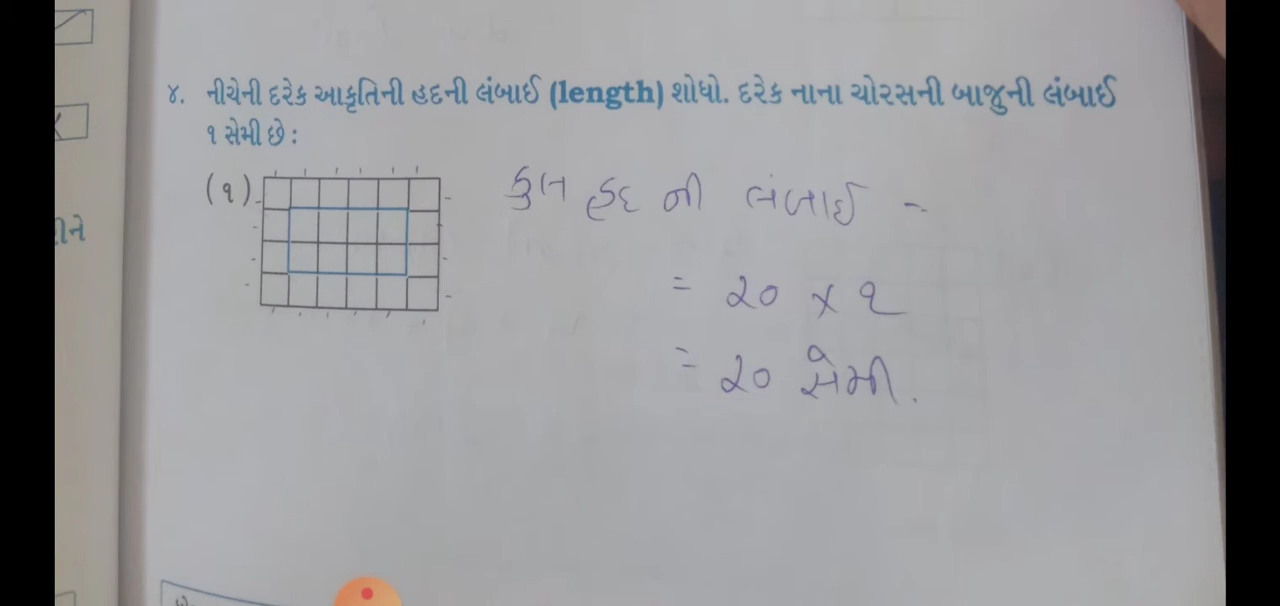 ૪. નીચેની દરેક આકૃતિની હદની લંબાઈ (length) શોધો. દરેક નાના ચોરસની બાજુની લંબાઈ
૧ સેમી છે :
(૧)
કુલ હદ ની લંબાઈ -
= ૨૦ × ૧
= ૨૦ સેમી.
રીને